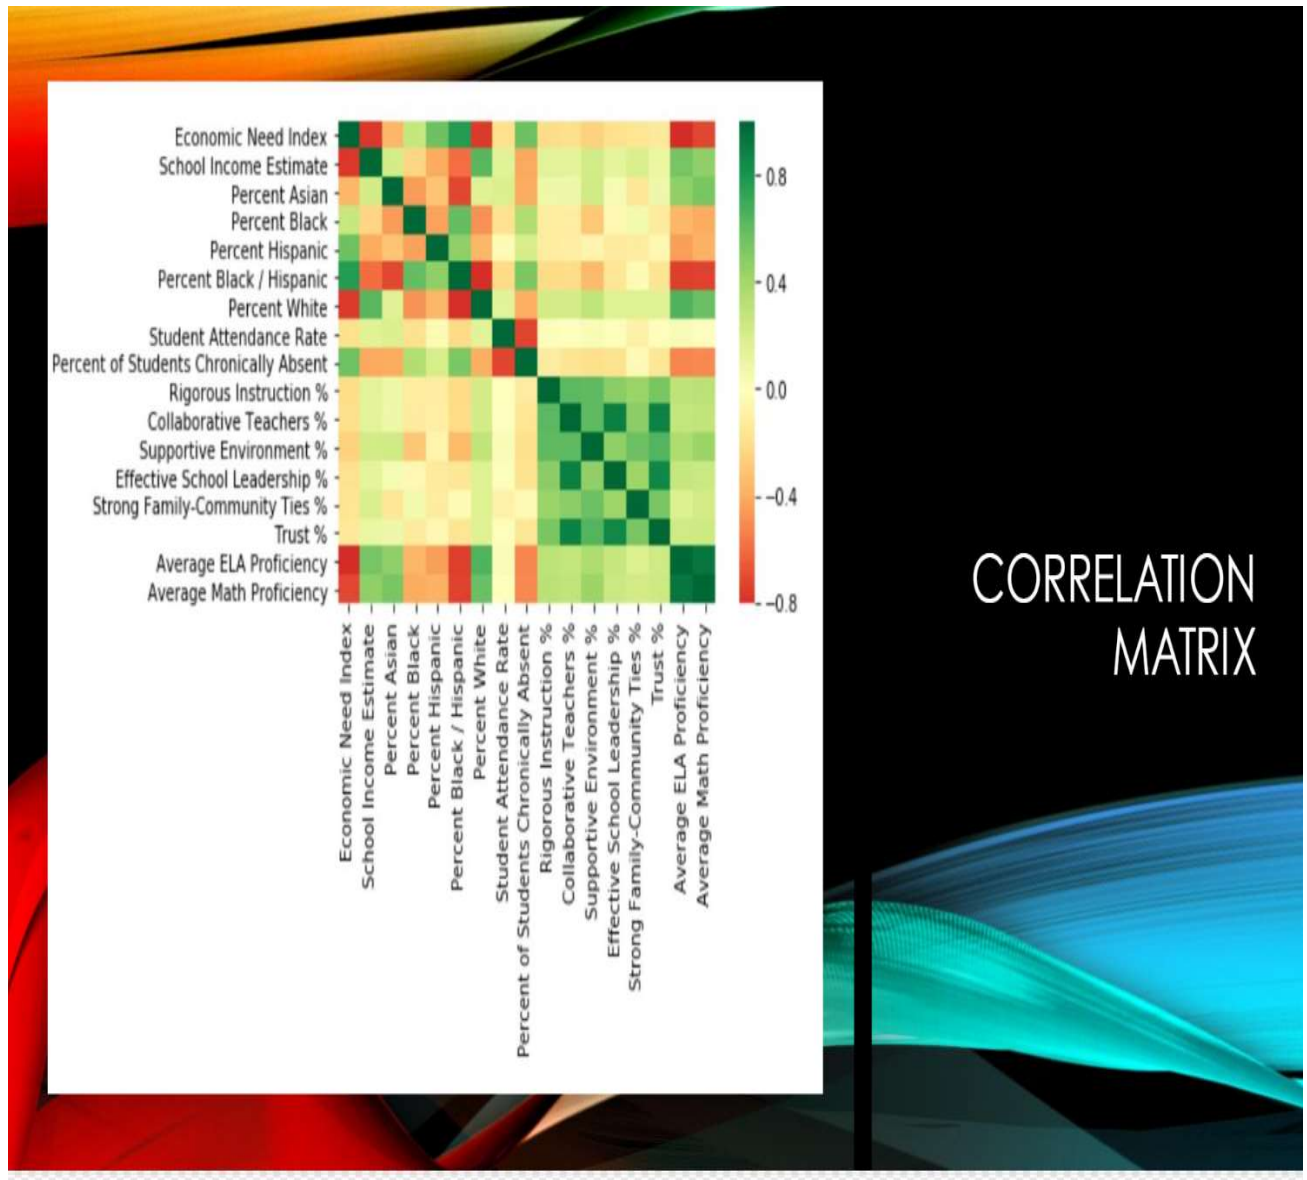 Economic Need Index
School Income Estimate
Percent Asian
Percent Black
Percent Hispanic
Percent Black / Hispanic
Percent White
Student Attendance Rate
Percent of Students Chronically Absent
Rigorous Instruction %
Collaborative Teachers %
Supportive Environment %
Effective School Leadership %
Strong Family-Community Ties %
Trust %
Average ELA Proficiency
Average Math Proficiency
0.8
0.4
0.0
−0.4
−0.8
Economic Need Index
School Income Estimate
Percent Asian
Percent Black
Percent Hispanic
Percent Black / Hispanic
Percent White
Student Attendance Rate
Percent of Students Chronically Absent
Rigorous Instruction %
Collaborative Teachers %
Supportive Environment %
Effective School Leadership %
Strong Family-Community Ties %
Trust %
Average ELA Proficiency
Average Math Proficiency
CORRELATION
MATRIX